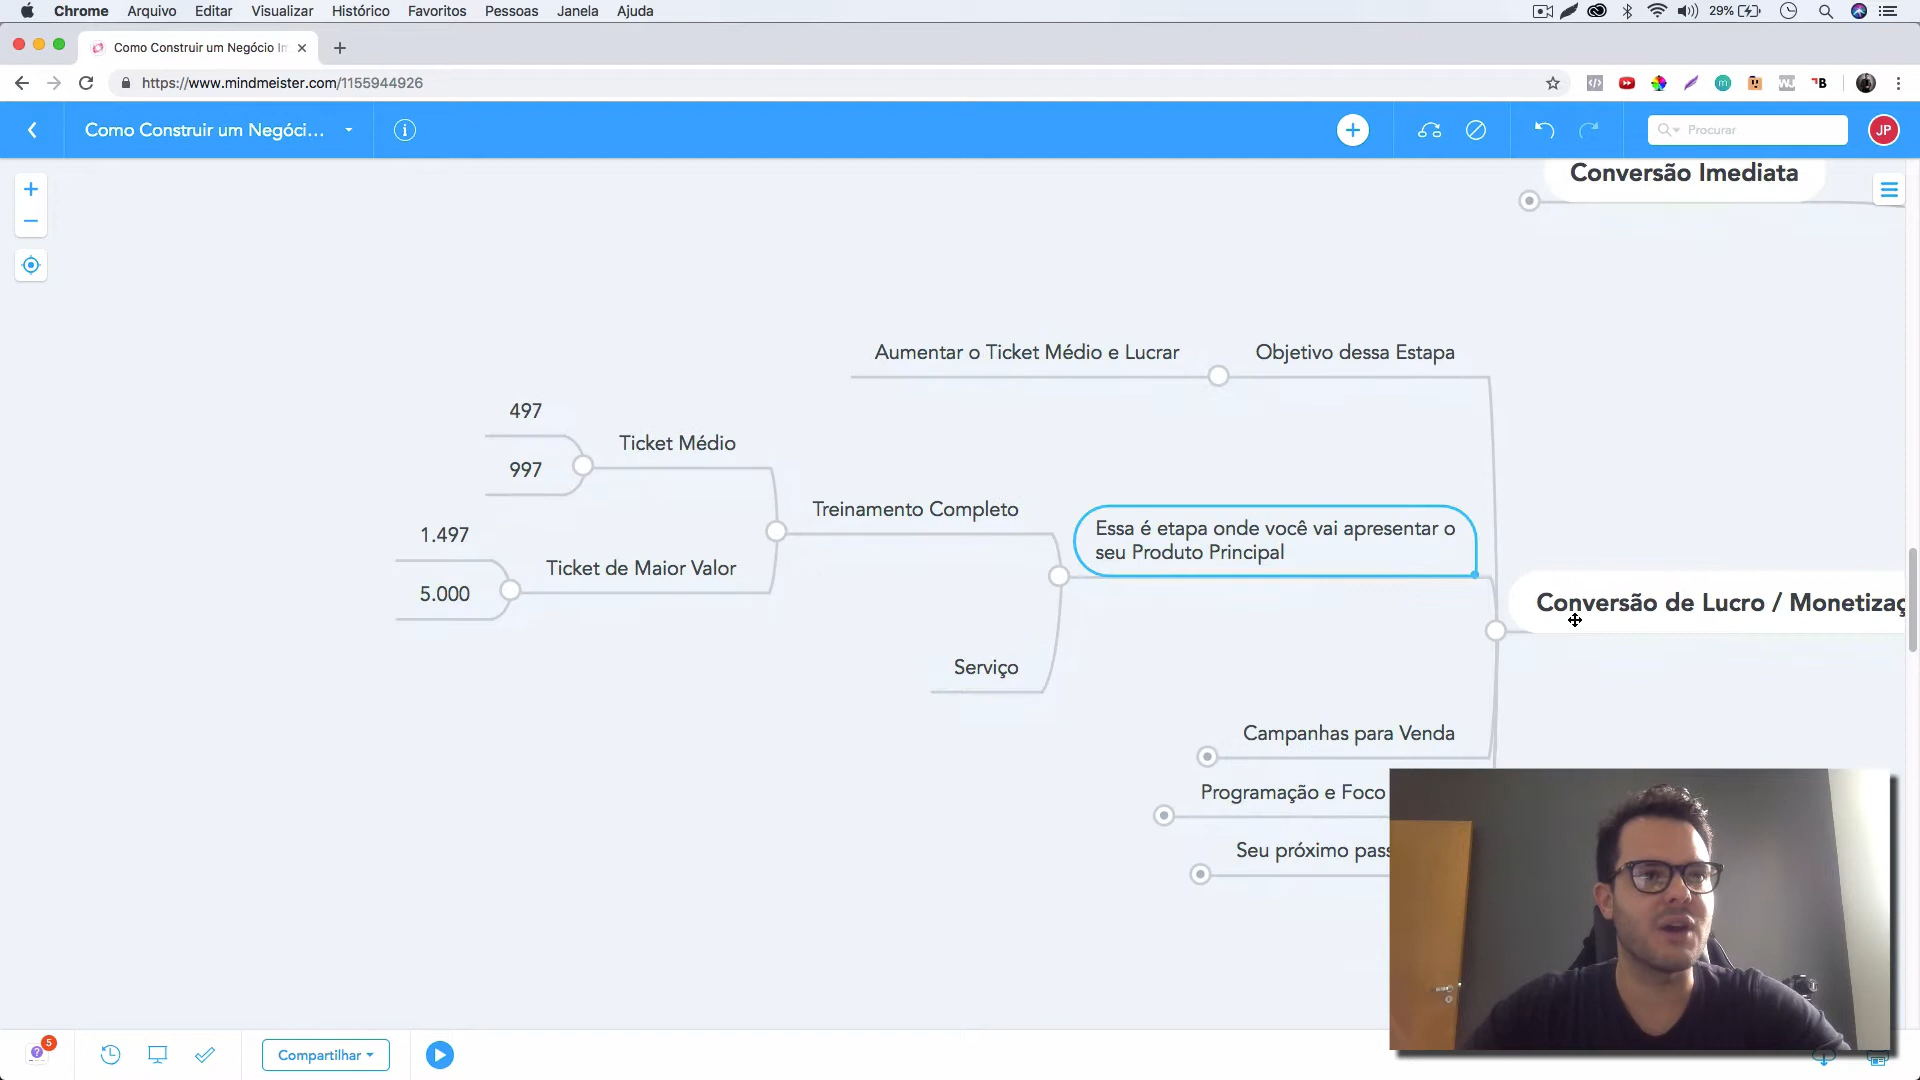 Chrome Arquivo Editar Visualizar Histórico Favoritos Pessoas Janela Ajuda
29%
Como Construir um Negócio
https://www.mindmeister.com/1155944926
Como Construir um Negóci...
Procurar
JP
Conversão Imediata
Aumentar o Ticket Médio e Lucrar
Objetivo dessa Estapa
497
Ticket Médio
997
Treinamento Completo
Essa é etapa onde você vai apresentar o
seu Produto Principal
1.497
Ticket de Maior Valor
5.000
Conversão de Lucro / Monetizaç
Serviço
Campanhas para Venda
Programação e Foco
Seu próximo pass
5
Compartilhar